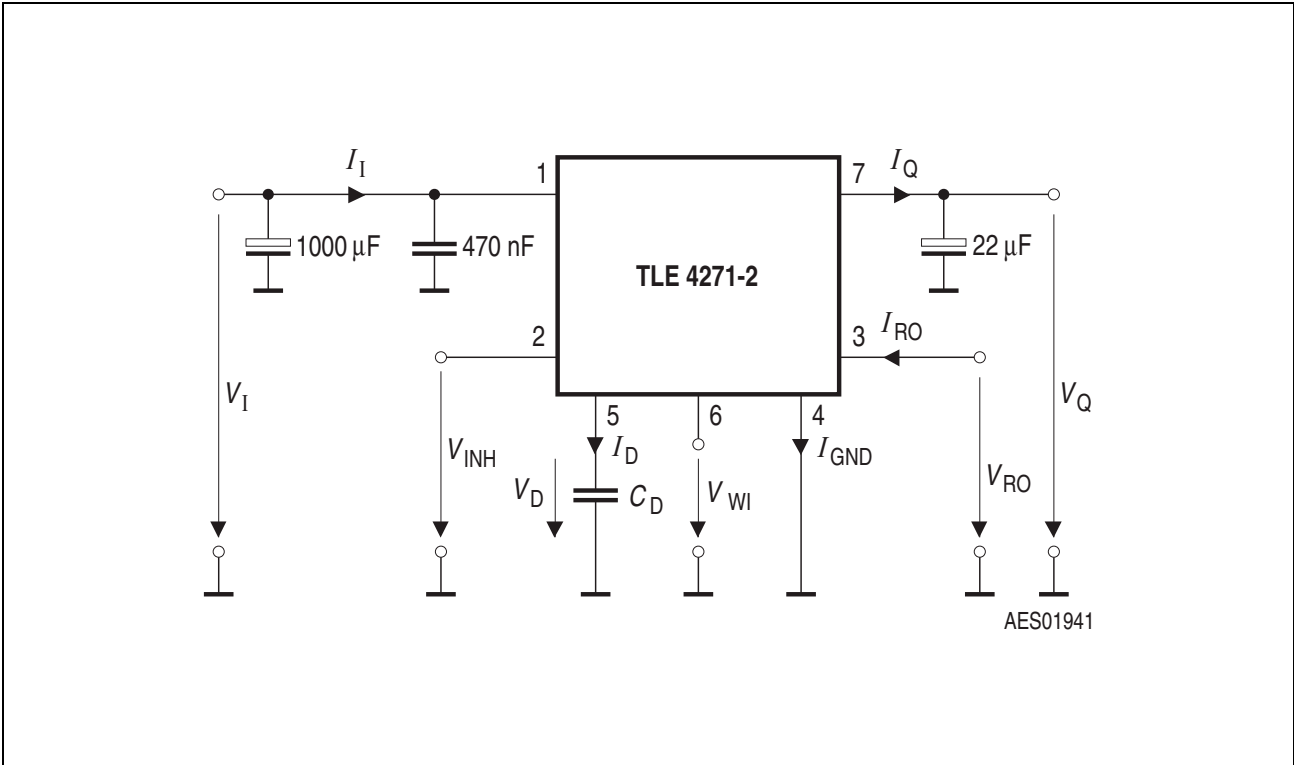 I_I
1
7
I_Q
1000 μF
470 nF
TLE 4271-2
22 μF
2
3
I_RO
V_I
V_INH
5
6
4
I_D
I_GND
V_Q
V_D
C_D
V_WI
V_RO
AES01941